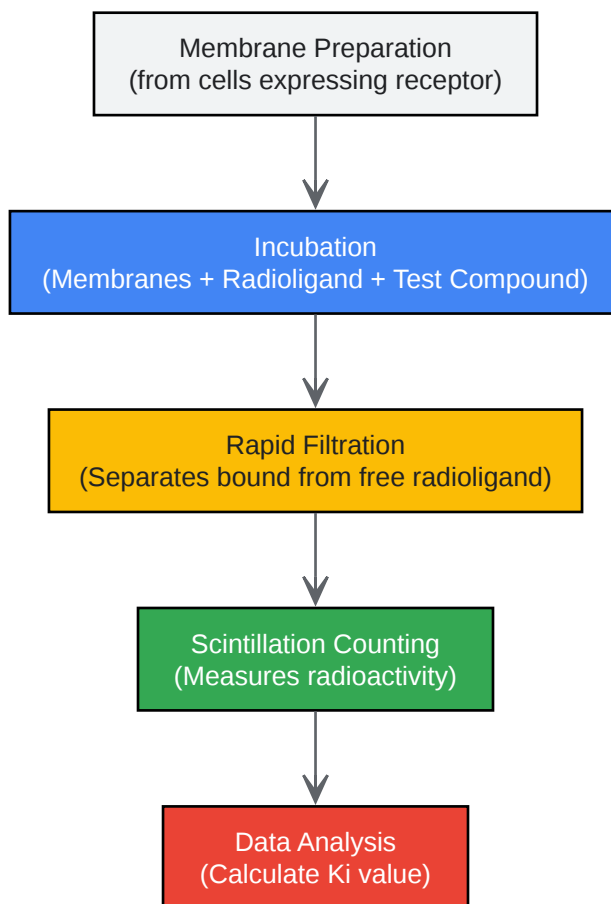 Membrane Preparation
(from cells expressing receptor)
Incubation
(Membranes + Radioligand + Test Compound)
Rapid Filtration
(Separates bound from free radioligand)
Scintillation Counting
(Measures radioactivity)
Data Analysis
(Calculate Ki value)